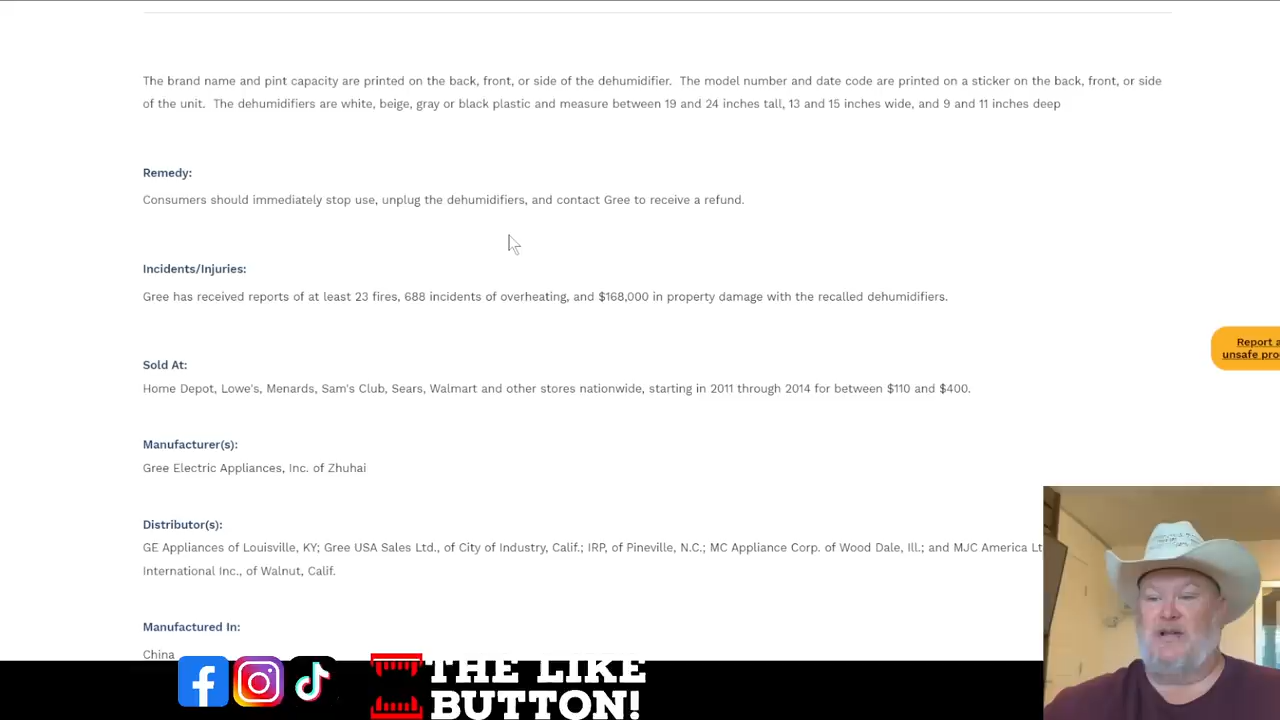 The brand name and pint capacity are printed on the back, front, or side of the dehumidifier.  The model number and date code are printed on a sticker on the back, front, or side
of the unit.  The dehumidifiers are white, beige, gray or black plastic and measure between 19 and 24 inches tall, 13 and 15 inches wide, and 9 and 11 inches deep
Remedy:
Consumers should immediately stop use, unplug the dehumidifiers, and contact Gree to receive a refund.
Incidents/Injuries:
Gree has received reports of at least 23 fires, 688 incidents of overheating, and $168,000 in property damage with the recalled dehumidifiers.
Report a
unsafe pro
Sold At:
Home Depot, Lowe's, Menards, Sam's Club, Sears, Walmart and other stores nationwide, starting in 2011 through 2014 for between $110 and $400.
Manufacturer(s):
Gree Electric Appliances, Inc. of Zhuhai
Distributor(s):
GE Appliances of Louisville, KY; Gree USA Sales Ltd., of City of Industry, Calif.; IRP, of Pineville, N.C.; MC Appliance Corp. of Wood Dale, Ill.; and MJC America Lt
International Inc., of Walnut, Calif.
Manufactured In:
China
THE LIKE
BUTTON!